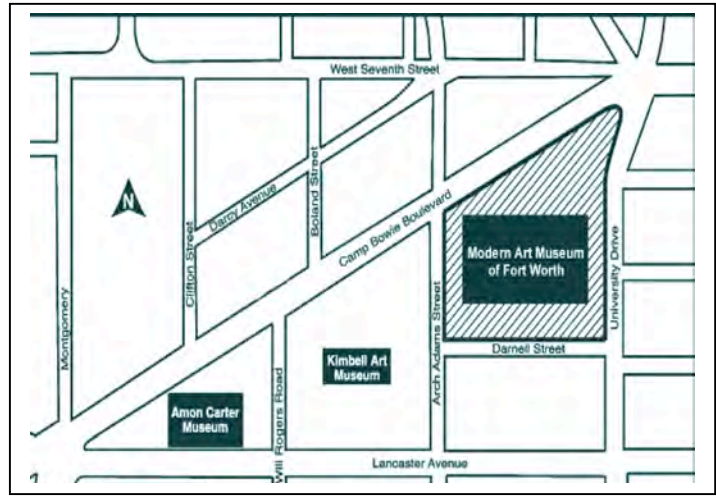 West Seventh Street
N
Darcy Avenue
Boland Street
Camp Bowie Boulevard
Clifton Street
Montgomery
Modern Art Museum
of Fort Worth
University Drive
Arch Adams Street
Darnell Street
Kimbell Art
Museum
Amon Carter
Museum
Will Rogers Road
Lancaster Avenue